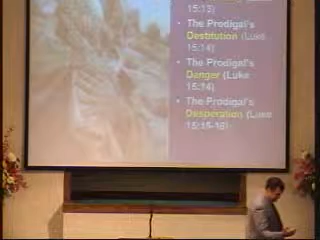 15:13)
• The Prodigal's
Destitution (Luke
15:14)
• The Prodigal's
Danger (Luke
15:14)
• The Prodigal's
Desperation (Luke
15:15-16)